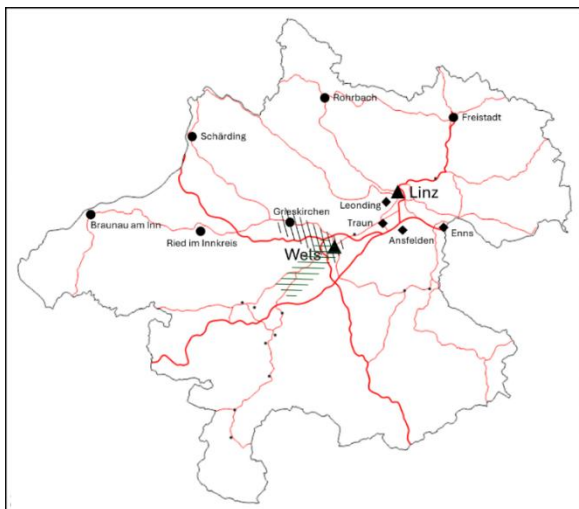 Rohrbach
Freistadt
Schärding
Linz
Leonding
Grieskirchen
Braunau am Inn
Traun
Enns
Ried im Innkreis
Ansfelden
Wels